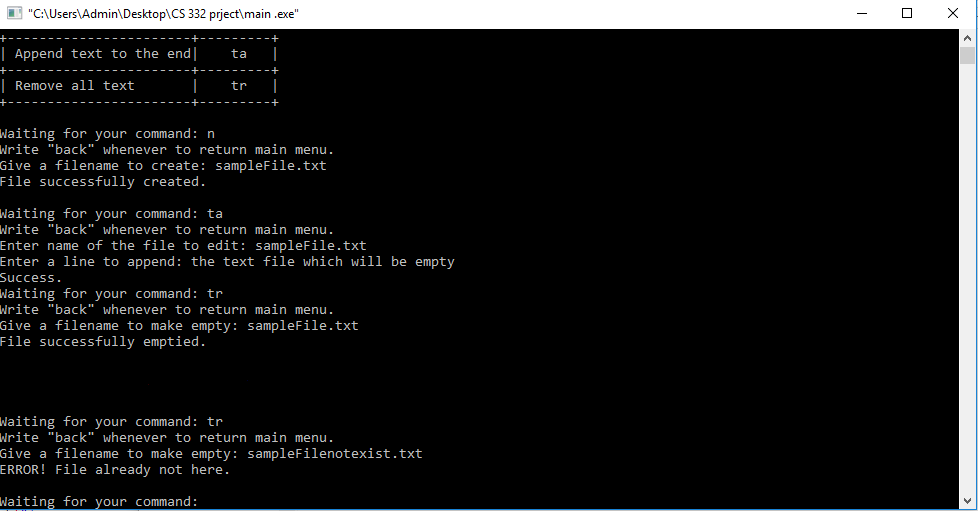 "C:\Users\Admin\Desktop\CS 332 prject\main .exe"
+-----------------------+---------+
| Append text to the end|    ta   |
+-----------------------+---------+
| Remove all text       |    tr   |
+-----------------------+---------+
Waiting for your command: n
Write "back" whenever to return main menu.
Give a filename to create: sampleFile.txt
File successfully created.
Waiting for your command: ta
Write "back" whenever to return main menu.
Enter name of the file to edit: sampleFile.txt
Enter a line to append: the text file which will be empty
Success.
Waiting for your command: tr
Write "back" whenever to return main menu.
Give a filename to make empty: sampleFile.txt
File successfully emptied.
Waiting for your command: tr
Write "back" whenever to return main menu.
Give a filename to make empty: sampleFilenotexist.txt
ERROR! File already not here.
Waiting for your command: